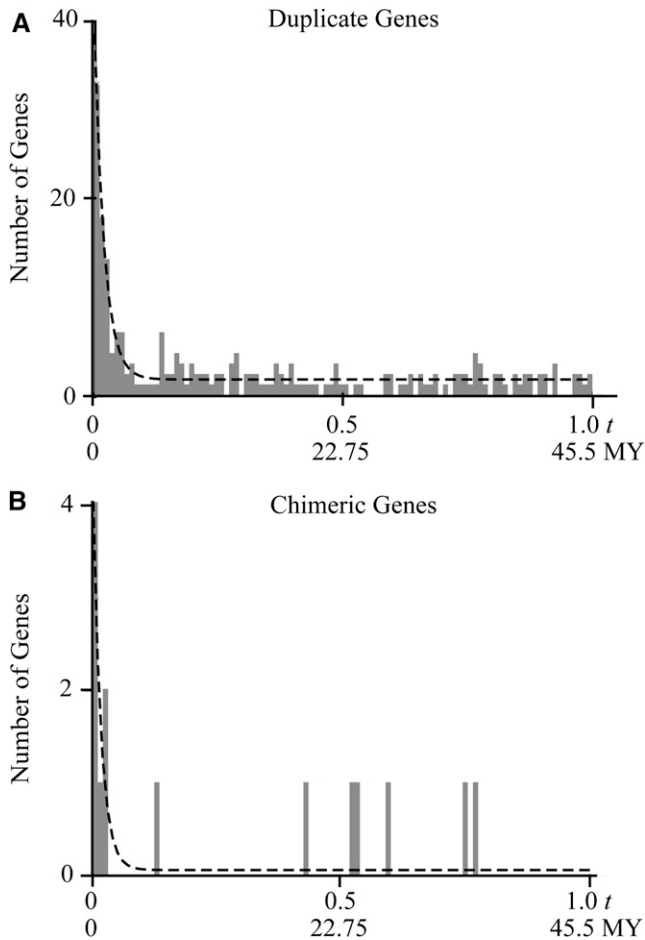 A
Duplicate Genes
Number of Genes
40
20
0
0 0.5 1.0 t
0 22.75 45.5 MY
B
Chimeric Genes
Number of Genes
4
2
0
0 0.5 1.0 t
0 22.75 45.5 MY